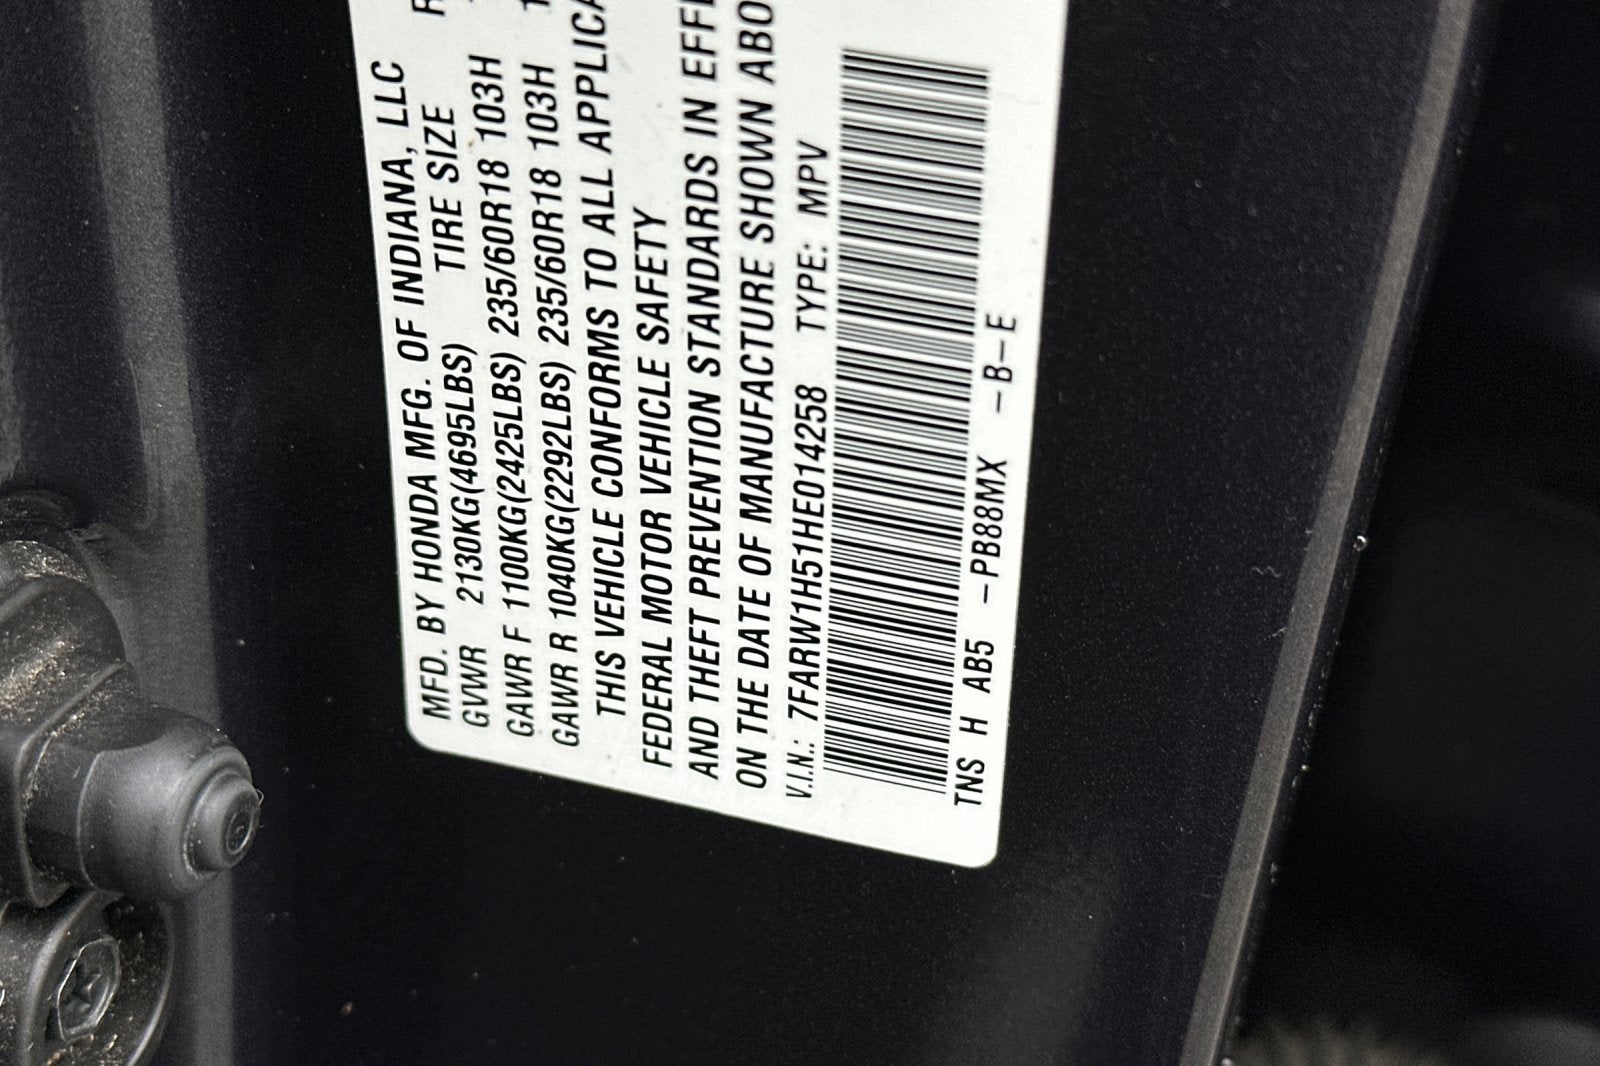 MFD. BY HONDA MFG. OF INDIANA, LLC
GVWR 2130KG(4695LBS) TIRE SIZE R
GAWR F 1100KG(2425LBS) 235/60R18 103H
GAWR R 1040KG(2292LBS) 235/60R18 103H
THIS VEHICLE CONFORMS TO ALL APPLICA
FEDERAL MOTOR VEHICLE SAFETY
AND THEFT PREVENTION STANDARDS IN EFFE
ON THE DATE OF MANUFACTURE SHOWN ABO
V.I.N.: 7FARW1H51HE014258 TYPE: MPV
TNS H AB5 -PB88MX -B-E